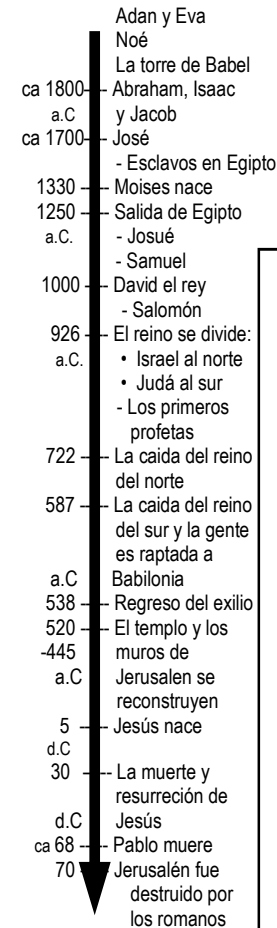 Adan y Eva
Noé
La torre de Babel
ca 1800 Abraham, Isaac
a.C y Jacob
ca 1700 José
- Esclavos en Egipto
1330 Moises nace
1250 Salida de Egipto
a.C. - Josué
- Samuel
1000 David el rey
- Salomón
926 El reino se divide:
a.C. • Israel al norte
• Judá al sur
- Los primeros
profetas
722 La caida del reino
del norte
587 La caida del reino
del sur y la gente
es raptada a
a.C Babilonia
538 Regreso del exilio
520 El templo y los
-445 muros de
a.C Jerusalen se
reconstruyen
5 Jesús nace
d.C
30 La muerte y
resurreción de
d.C Jesús
ca 68 Pablo muere
70 Jerusalén fue
destruido por
los romanos